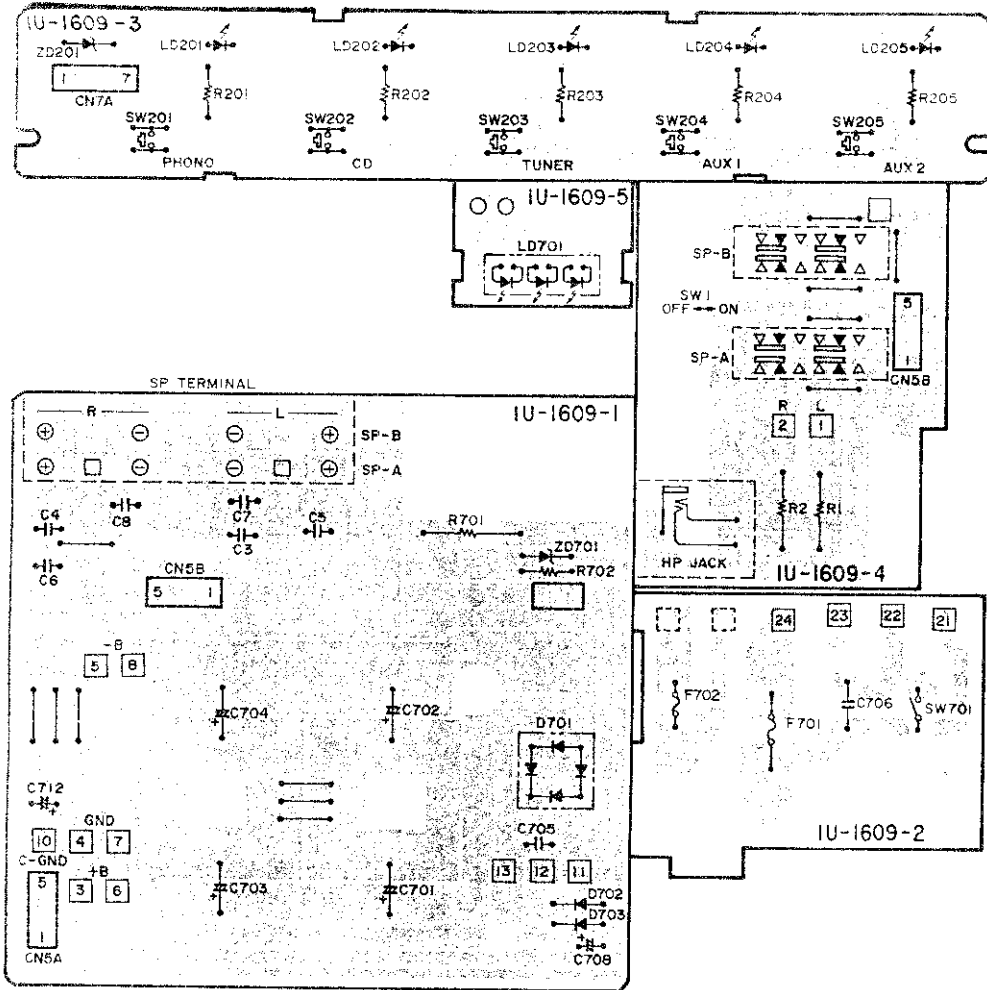 1U-1609-3
ZD201
LD201 LD202 LD203 LD204 LD205
1 7
CN7A
R201 R202 R203 R204 R205
SW201 SW202 SW203 SW204 SW205
PHONO CD TUNER AUX 1 AUX 2
1U-1609-5
LD701
SP-B
SW1
OFF ON
5
1
SP-A
CN5B
R L
2 1
R2 R1
HP JACK
1U-1609-4
SP TERMINAL
R L
1U-1609-1
+ - - + SP-B
+ - - + SP-A
C4 C8 C7 C5
C3
C6
R701
ZD701
R702
CN5B
5 1
-B
5 8
C704 C702
D701
C712
+
GND
10 4 7
C-GND
+B
5
1
3 6
CN5A
C703 C701
+ +
C705
13 12 11
D702
D703
+
C708
24 23 22 21
F702 F701 C706 SW701
1U-1609-2